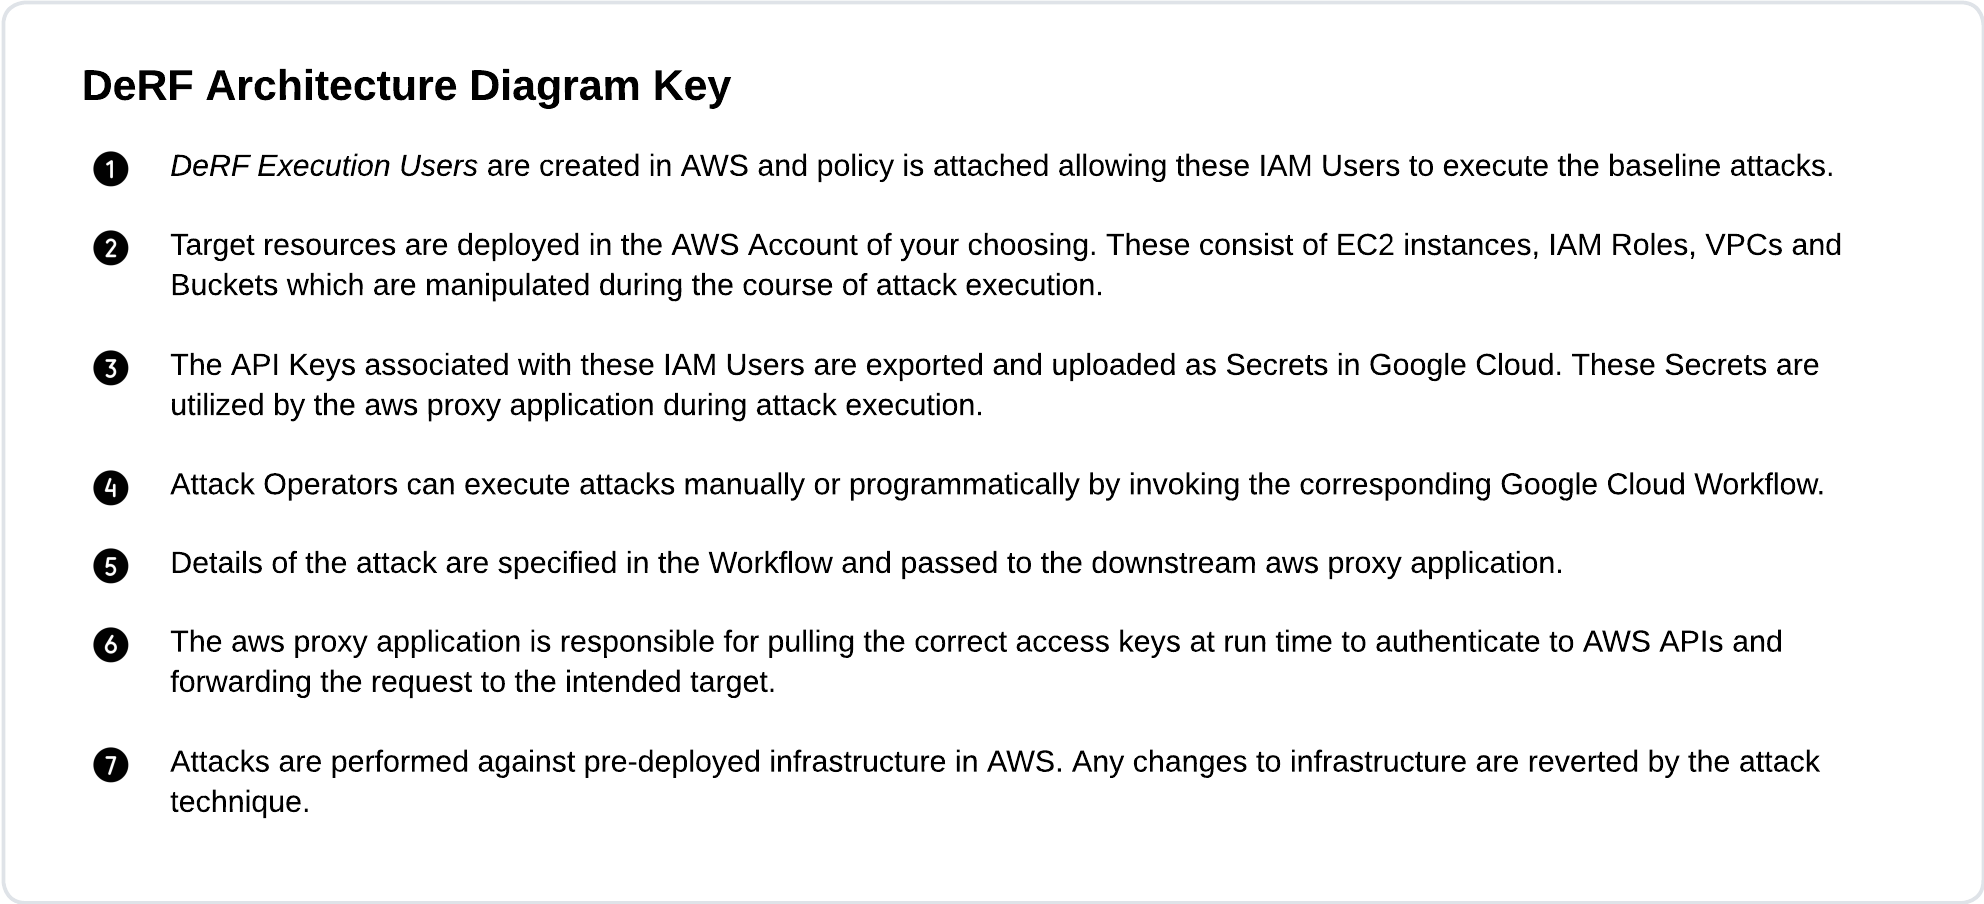 DeRF Architecture Diagram Key
1 DeRF Execution Users are created in AWS and policy is attached allowing these IAM Users to execute the baseline attacks.
2 Target resources are deployed in the AWS Account of your choosing. These consist of EC2 instances, IAM Roles, VPCs and
Buckets which are manipulated during the course of attack execution.
3 The API Keys associated with these IAM Users are exported and uploaded as Secrets in Google Cloud. These Secrets are
utilized by the aws proxy application during attack execution.
4 Attack Operators can execute attacks manually or programmatically by invoking the corresponding Google Cloud Workflow.
5 Details of the attack are specified in the Workflow and passed to the downstream aws proxy application.
6 The aws proxy application is responsible for pulling the correct access keys at run time to authenticate to AWS APIs and
forwarding the request to the intended target.
7 Attacks are performed against pre-deployed infrastructure in AWS. Any changes to infrastructure are reverted by the attack
technique.